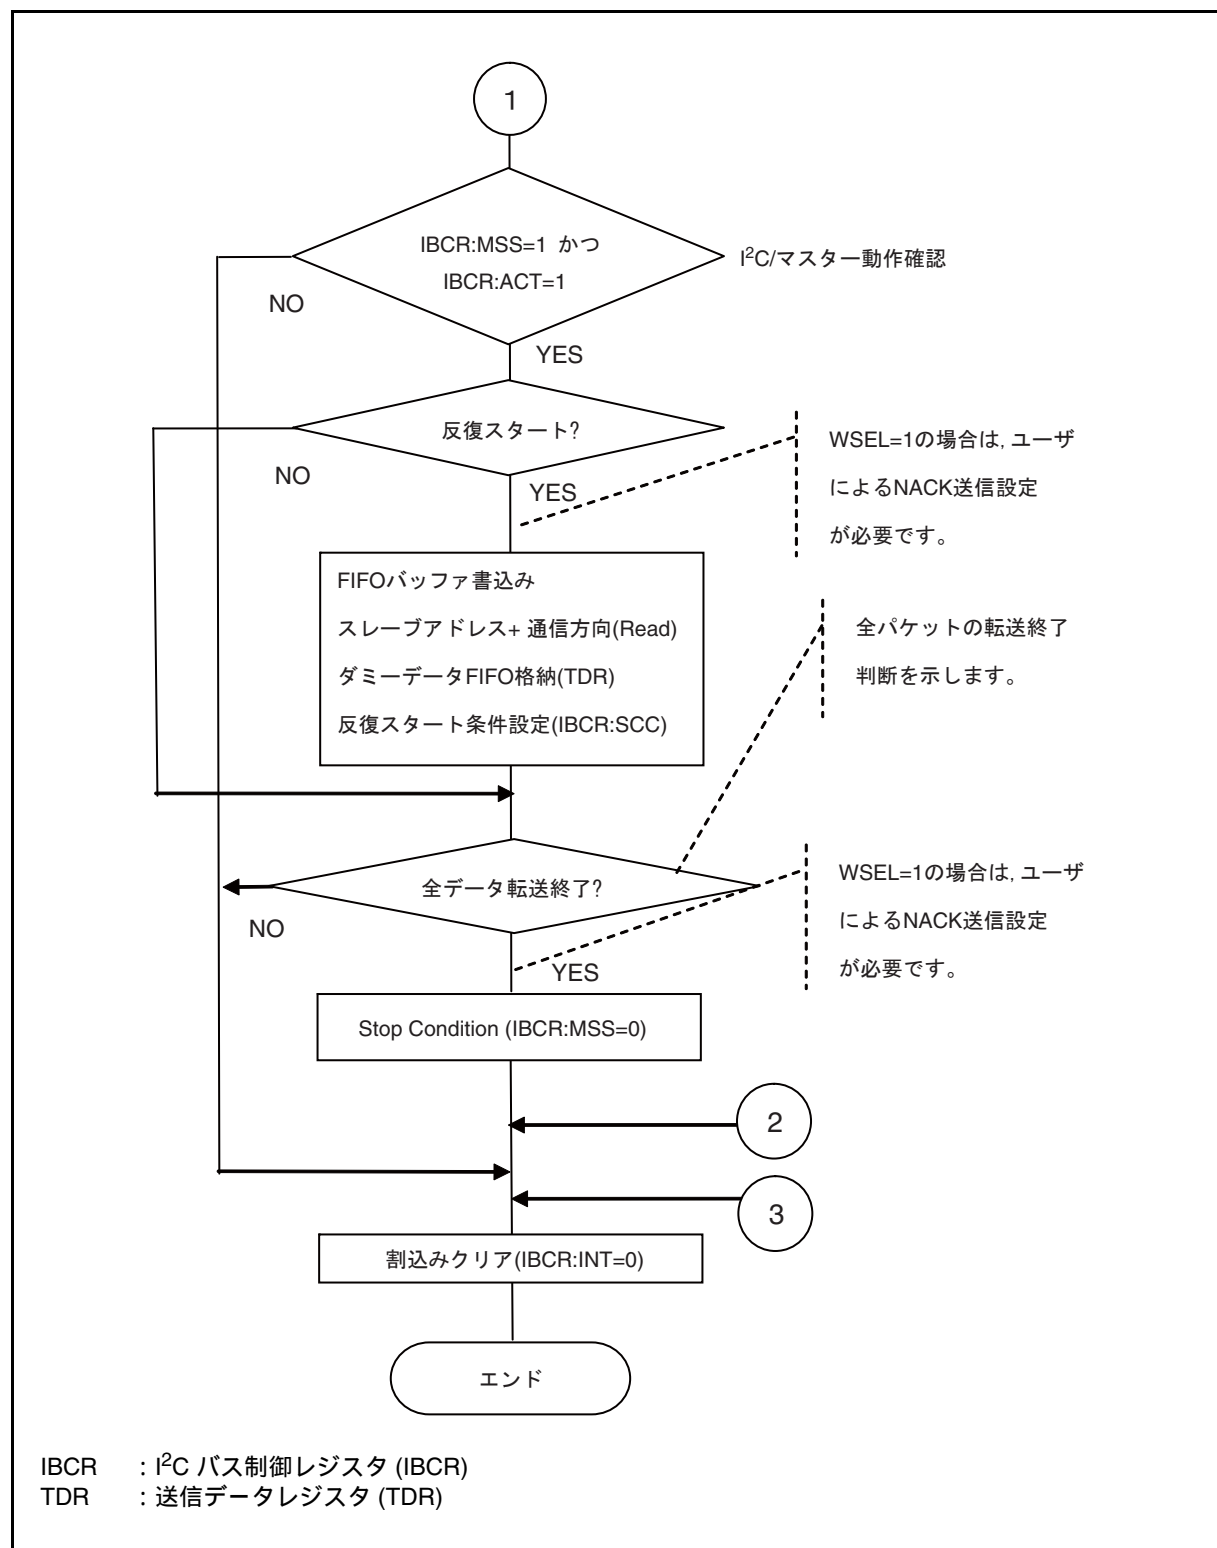 1
IBCR:MSS=1 かつ
IBCR:ACT=1
I²C/マスター動作確認
NO
YES
反復スタート?
NO
YES
WSEL=1の場合は, ユーザ
によるNACK送信設定
が必要です。
FIFOバッファ書込み
スレーブアドレス+ 通信方向(Read)
ダミーデータFIFO格納(TDR)
反復スタート条件設定(IBCR:SCC)
全パケットの転送終了
判断を示します。
全データ転送終了?
NO
YES
WSEL=1の場合は, ユーザ
によるNACK送信設定
が必要です。
Stop Condition (IBCR:MSS=0)
2
3
割込みクリア(IBCR:INT=0)
エンド
IBCR : I²C バス制御レジスタ (IBCR)
TDR : 送信データレジスタ (TDR)